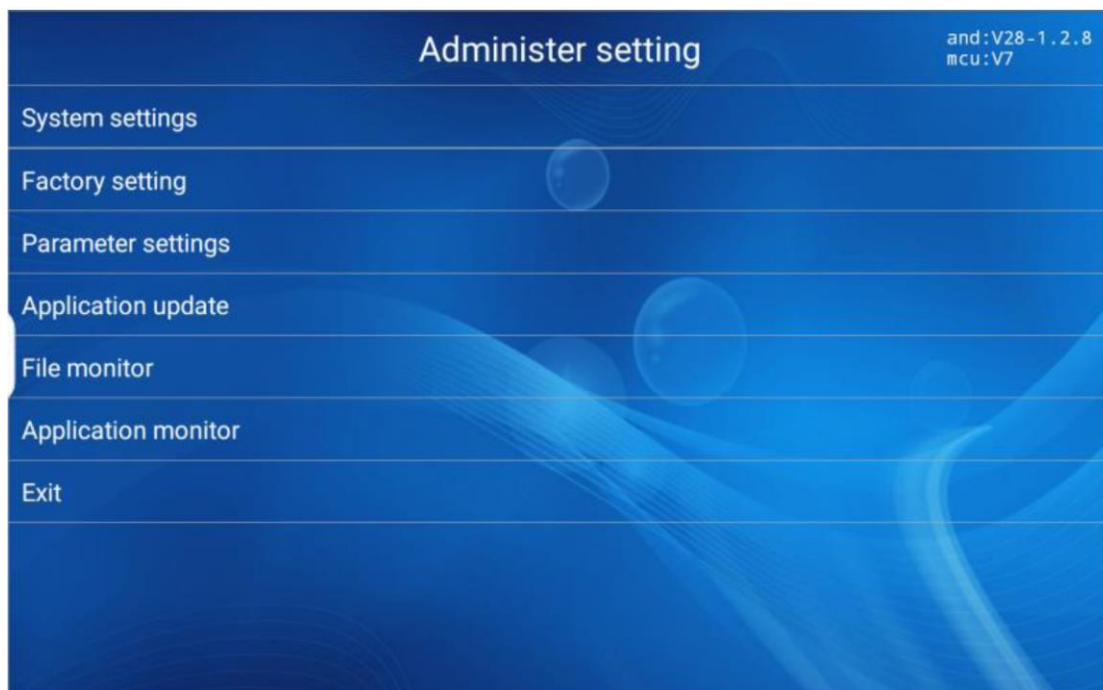 Administer setting
and:V28-1.2.8
mcu:V7
System settings
Factory setting
Parameter settings
Application update
File monitor
Application monitor
Exit